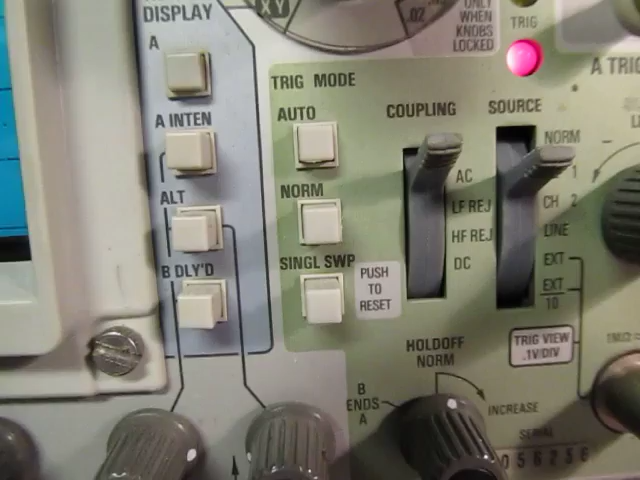 DISPLAY
XY
.02
ONLY
WHEN
KNOBS
LOCKED
TRIG
A
A TRIG
TRIG MODE
A INTEN
AUTO
COUPLING
SOURCE
NORM
ALT
NORM
AC
1
LF REJ
CH 2
HF REJ
LINE
B DLY'D
SINGL SWP
PUSH
TO
RESET
DC
EXT
EXT
10
TRIG VIEW
.1V/DIV
HOLDOFF
NORM
B
ENDS
A
INCREASE
SERIAL